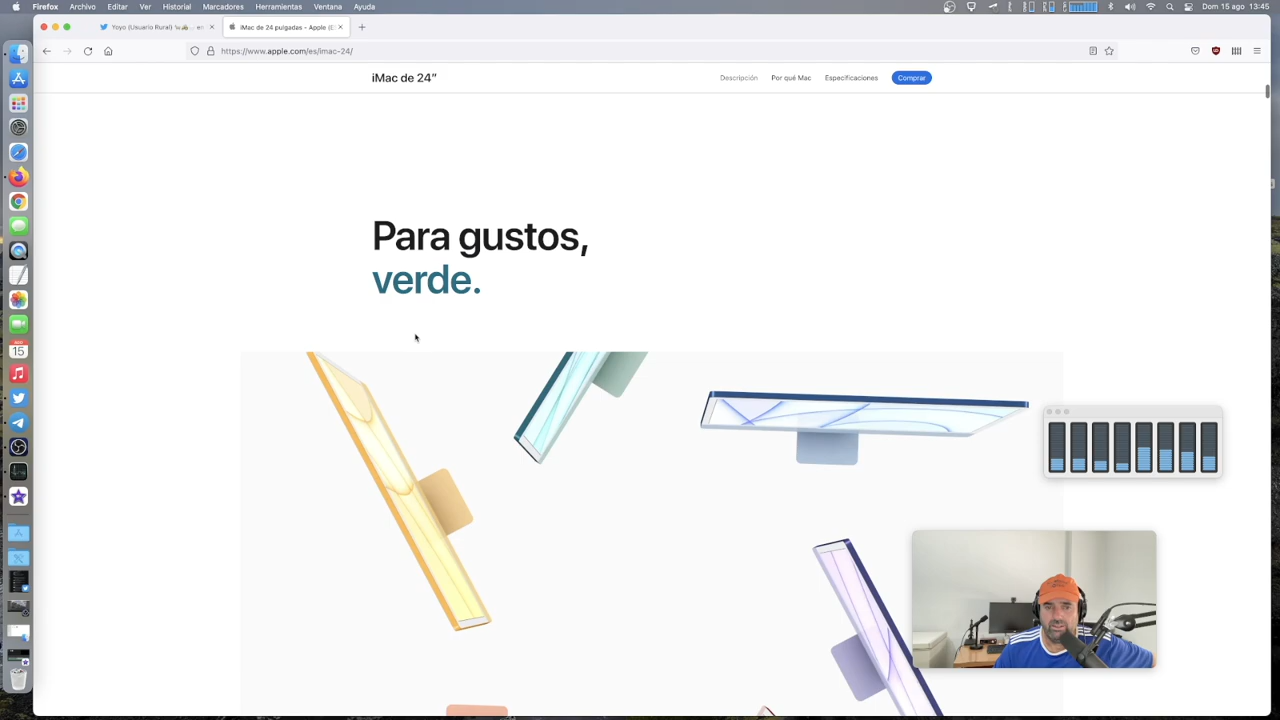 Firefox Archivo Editar Ver Historial Marcadores Herramientas Ventana Ayuda
Dom 15 ago 13:45
Yoyo (Usuario Rural)
en
iMac de 24 pulgadas - Apple (E
https://www.apple.com/es/imac-24/
iMac de 24"
Descripción Por qué Mac Especificaciones Comprar
Para gustos,
verde.
15